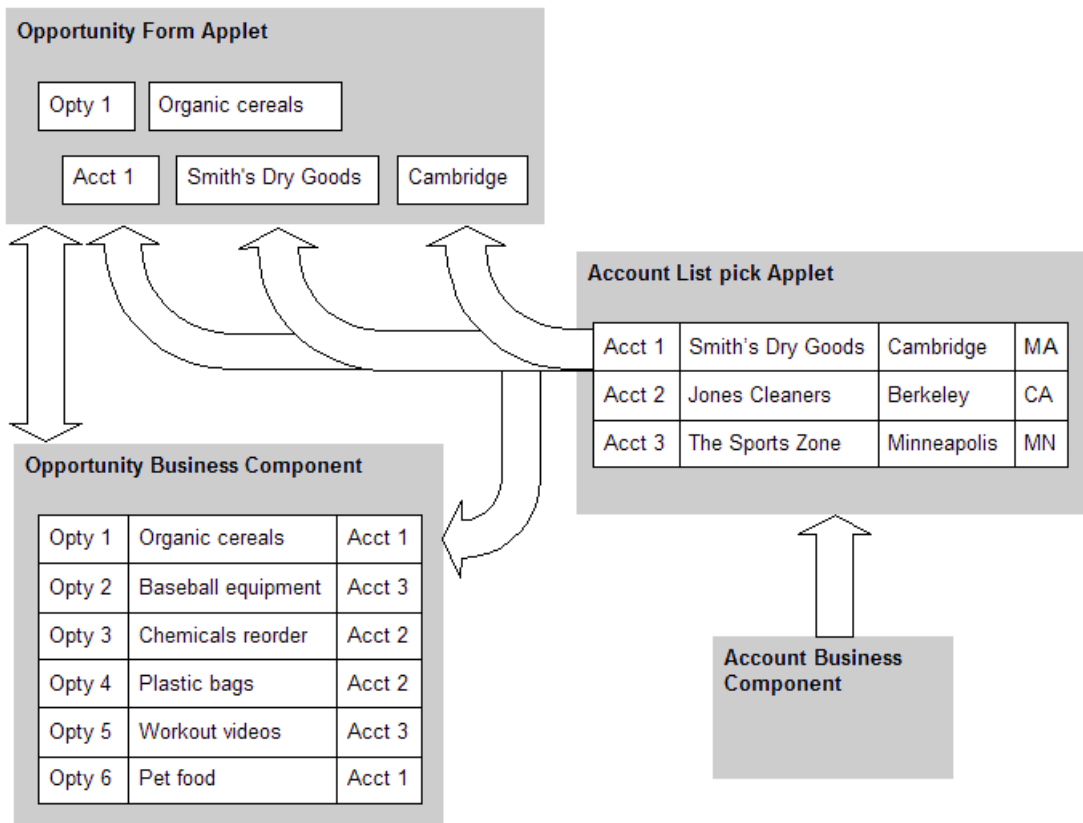 Opportunity Form Applet
Opty 1 Organic cereals
Acct 1 Smith's Dry Goods Cambridge
Account List pick Applet
Acct 1 Smith’s Dry Goods Cambridge MA
Acct 2 Jones Cleaners Berkeley CA
Acct 3 The Sports Zone Minneapolis MN
Opportunity Business Component
Opty 1 Organic cereals Acct 1
Opty 2 Baseball equipment Acct 3
Opty 3 Chemicals reorder Acct 2
Opty 4 Plastic bags Acct 2
Opty 5 Workout videos Acct 3
Opty 6 Pet food Acct 1
Account Business
Component